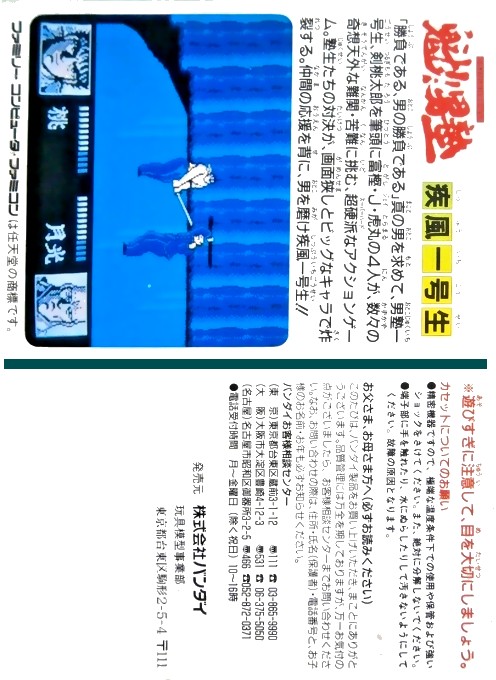 魁!!男塾
疾風一号生
しっぷういちごうせい
「勝負である、男の勝負である」真の男を求めて、男塾一
号生・剣桃太郎を筆頭に富樫・J・虎丸の4人が、数々の
奇想天外な難関・苦難に挑む、超硬派なアクションゲー
ム。塾生たちの対決が、画面狭しとビッグなキャラで炸
裂する。仲間の応援を背に、男を磨け疾風一号生!!
桃
月光
ファミリーコンピュータ・ファミコンは任天堂の商標です。
※遊びすぎに注意して、目を大切にしましょう。
カセットについてのお願い
●精密機器ですので、極端な温度条件下での使用や保管および強い
ショックをさけてください。また、絶対に分解しないでください。
●端子部に手を触れたり、水にぬらしたりして汚さないようにして
ください。故障の原因となります。
お父さま、お母さま方へ(必ずお読みください)
このたびは、バンダイ製品をお買い上げいただき、まことにありがと
うございます。品質管理には万全を期しておりますが、万一お気付の
点がございましたら、お客様相談センターまでお問い合わせくださ
い。なお、お問い合わせの際は、住所・氏名(保護者)・電話番号と、お子
様のお名前・お年も必ずお知らせください。
バンダイお客様相談センター
(東 京)東京都台東区蔵前3-1-12 〒111 ☎03-865-9990
(大 阪)大阪市大淀区豊崎4-12-3 〒531 ☎06-375-5050
(名古屋)名古屋市昭和区御器所3-2-5 〒466 ☎052-872-0371
●電話受付時間 月～金曜日(除く祝日)10～16時
発売元 株式会社バンダイ
玩具模型事業部
東京都台東区駒形2-5-4 〒111